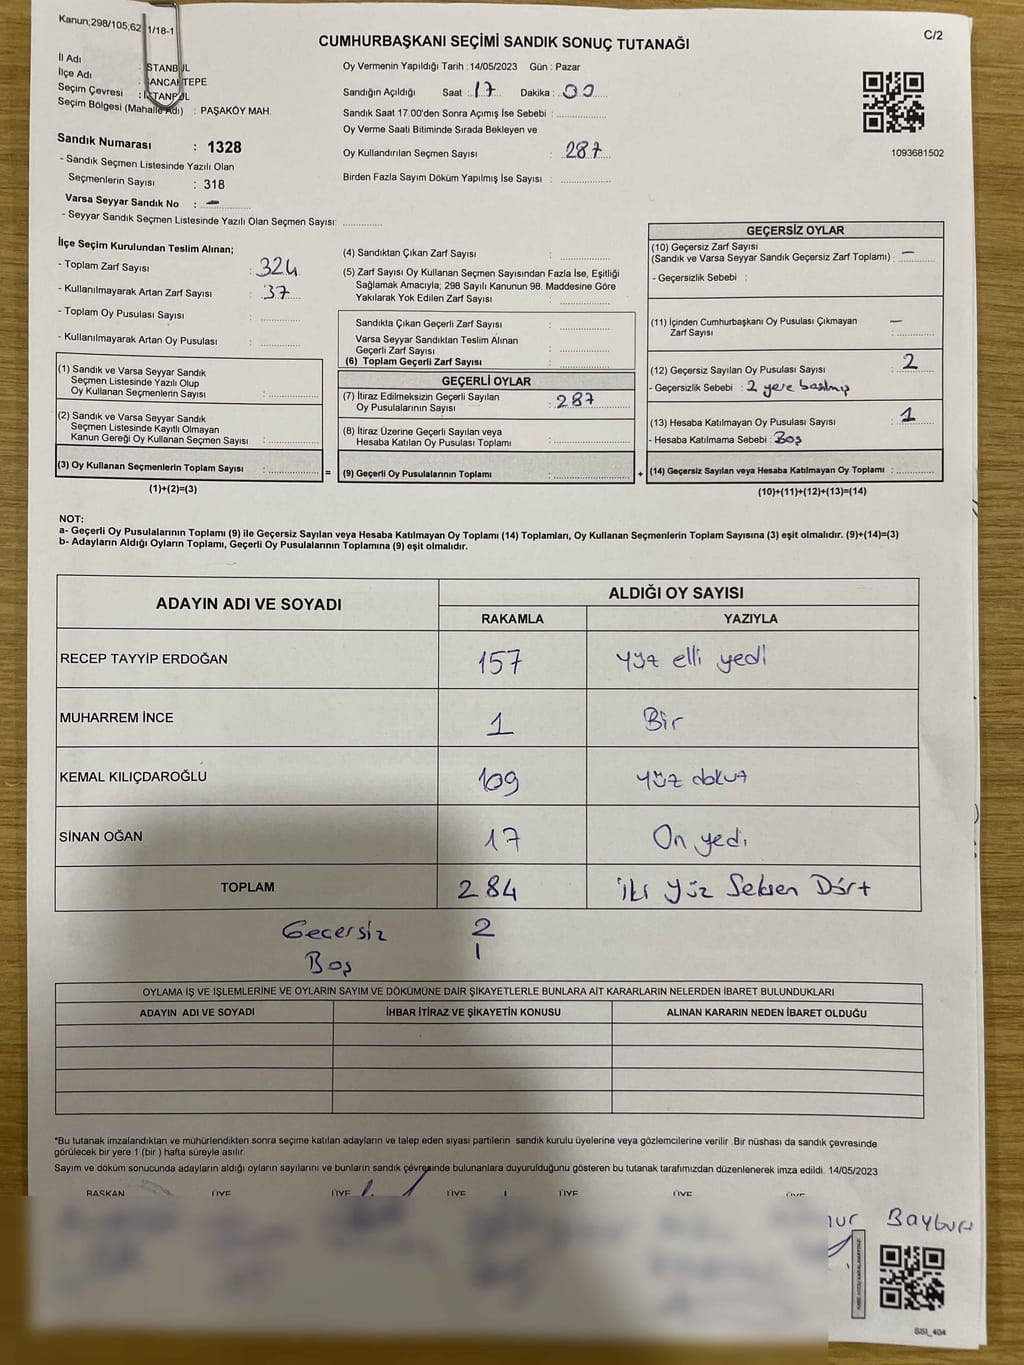 Kanun;298/105;62 1/18-1
C/2
CUMHURBAŞKANI SEÇİMİ SANDIK SONUÇ TUTANAĞI
İl Adı : İSTANBUL
İlçe Adı : SANCAKTEPE
Seçim Çevresi : İSTANBUL
Seçim Bölgesi (Mahalle Adı) : PAŞAKÖY MAH.
Sandık Numarası : 1328
- Sandık Seçmen Listesinde Yazılı Olan
Seçmenlerin Sayısı : 318
Varsa Seyyar Sandık No : -
- Seyyar Sandık Seçmen Listesinde Yazılı Olan Seçmen Sayısı: ............
Oy Vermenin Yapıldığı Tarih :14/05/2023 Gün : Pazar
Sandığın Açıldığı Saat : 17 Dakika : 00
Sandık Saat 17:00'den Sonra Açımış İse Sebebi : ............
Oy Verme Saati Bitiminde Sırada Bekleyen ve
Oy Kullandırılan Seçmen Sayısı : 287
Birden Fazla Sayım Döküm Yapılmış İse Sayısı : ............
1093681502
İlçe Seçim Kurulundan Teslim Alınan;
- Toplam Zarf Sayısı : 324
- Kullanılmayarak Artan Zarf Sayısı : 37
- Toplam Oy Pusulası Sayısı : ............
- Kullanılmayarak Artan Oy Pusulası : ............
(1) Sandık ve Varsa Seyyar Sandık
Seçmen Listesinde Yazılı Olup
Oy Kullanan Seçmenlerin Sayısı : ............
(2) Sandık ve Varsa Seyyar Sandık
Seçmen Listesinde Kayıtlı Olmayan
Kanun Gereği Oy Kullanan Seçmen Sayısı : ............
(3) Oy Kullanan Seçmenlerin Toplam Sayısı : ............ =
(1)+(2)=(3)
(4) Sandıktan Çıkan Zarf Sayısı : ............
(5) Zarf Sayısı Oy Kullanan Seçmen Sayısından Fazla İse, Eşitliği
Sağlamak Amacıyla; 298 Sayılı Kanunun 98. Maddesine Göre
Yakılarak Yok Edilen Zarf Sayısı : ............
Sandıkta Çıkan Geçerli Zarf Sayısı : ............
Varsa Seyyar Sandıktan Teslim Alınan
Geçerli Zarf Sayısı : ............
(6) Toplam Geçerli Zarf Sayısı : ............
GEÇERLİ OYLAR
(7) İtiraz Edilmeksizin Geçerli Sayılan
Oy Pusulalarının Sayısı : 287
(8) İtiraz Üzerine Geçerli Sayılan veya
Hesaba Katılan Oy Pusulası Toplamı : ............
(9) Geçerli Oy Pusulalarının Toplamı : ............ +
GEÇERSİZ OYLAR
(10) Geçersiz Zarf Sayısı
(Sandık ve Varsa Seyyar Sandık Geçersiz Zarf Toplamı) : -
- Geçersizlik Sebebi :
(11) İçinden Cumhurbaşkanı Oy Pusulası Çıkmayan
Zarf Sayısı : -
(12) Geçersiz Sayılan Oy Pusulası Sayısı : 2
- Geçersizlik Sebebi : 2 yere basılmış
(13) Hesaba Katılmayan Oy Pusulası Sayısı : 1
- Hesaba Katılmama Sebebi : Boş
(14) Geçersiz Sayılan veya Hesaba Katılmayan Oy Toplamı : ............
(10)+(11)+(12)+(13)=(14)
NOT:
a- Geçerli Oy Pusulalarının Toplamı (9) ile Geçersiz Sayılan veya Hesaba Katılmayan Oy Toplamı (14) Toplamları, Oy Kullanan Seçmenlerin Toplam Sayısına (3) eşit olmalıdır. (9)+(14)=(3)
b- Adayların Aldığı Oyların Toplamı, Geçerli Oy Pusulalarının Toplamına (9) eşit olmalıdır.
ADAYIN ADI VE SOYADI
ALDIĞI OY SAYISI
RAKAMLA YAZIYLA
RECEP TAYYİP ERDOĞAN 157 Yüz elli yedi
MUHARREM İNCE 1 Bir
KEMAL KILIÇDAROĞLU 109 Yüz dokuz
SİNAN OĞAN 17 On yedi
TOPLAM 284 İki Yüz Seksen Dört
Gecersiz 2
Boş 1
OYLAMA İŞ VE İŞLEMLERİNE VE OYLARIN SAYIM VE DÖKÜMÜNE DAİR ŞİKAYETLERLE BUNLARA AİT KARARLARIN NELERDEN İBARET BULUNDUKLARI
ADAYIN ADI VE SOYADI İHBAR İTİRAZ VE ŞİKAYETİN KONUSU ALINAN KARARIN NEDEN İBARET OLDUĞU
*Bu tutanak imzalandıktan ve mühürlendikten sonra seçime katılan adayların ve talep eden siyasi partilerin sandık kurulu üyelerine veya gözlemcilerine verilir .Bir nüshası da sandık çevresinde
görülecek bir yere 1 (bir ) hafta süreyle asılır.
Sayım ve döküm sonucunda adayların aldığı oyların sayılarını ve bunların sandık çevresinde bulunanlara duyurulduğunu gösteren bu tutanak tarafımızdan düzenlenerek imza edildi. 14/05/2023
BAŞKAN ÜYE ÜYE ÜYE ÜYE ÜYE ÜYE
SSI_404